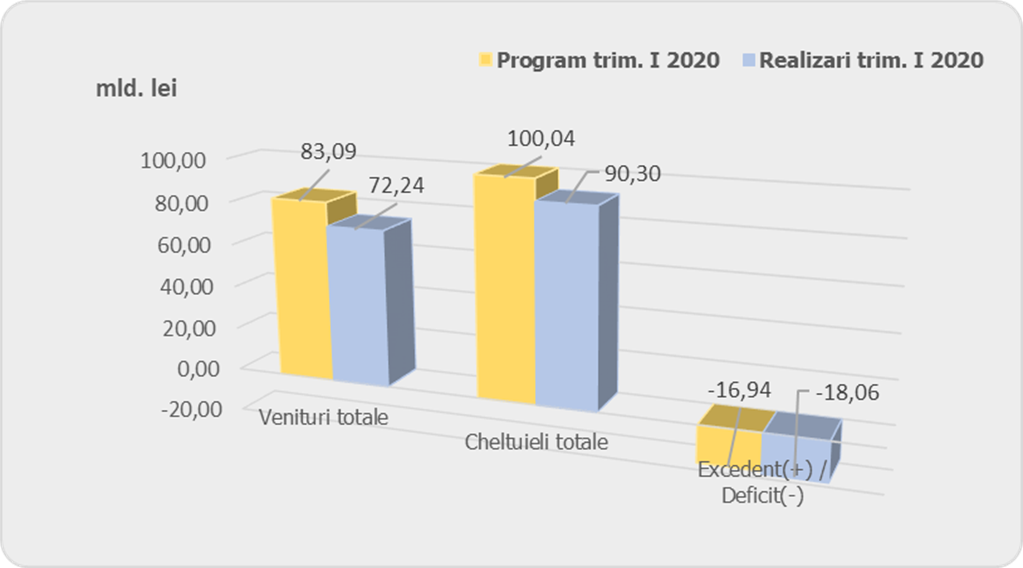 Program trim. I 2020
Realizari trim. I 2020
mld. lei
100,00
80,00
60,00
40,00
20,00
0,00
-20,00
83,09
72,24
100,04
90,30
-16,94
-18,06
Venituri totale
Cheltuieli totale
Excedent(+) /
Deficit(-)